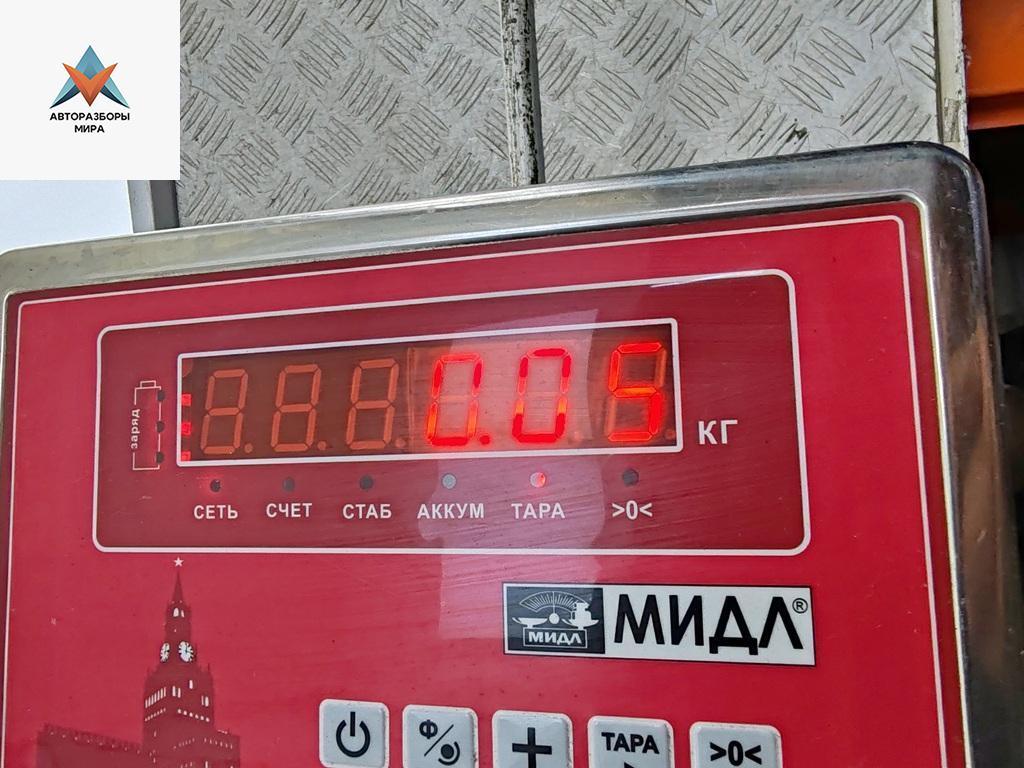 АВТОРАЗБОРЫ
МИРА
заряд
0.05
КГ
СЕТЬ СЧЕТ СТАБ АККУМ ТАРА >0<
МИДЛ
МИДЛ®
Ф/ + ТАРА >0<